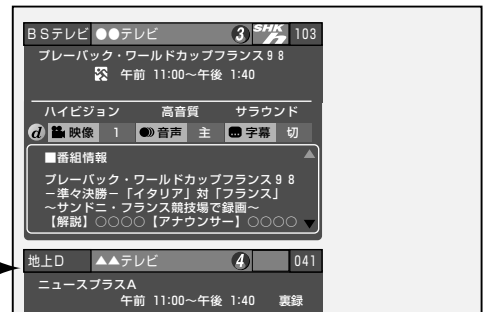 BSテレビ ●●テレビ 3 SHK h 103
プレーバック・ワールドカップフランス98
午前 11:00～午後 1:40
ハイビジョン 高音質 サラウンド
d 映像 1 音声 主 字幕 切
■番組情報 ▲
プレーバック・ワールドカップフランス98
－準々決勝－「イタリア」対「フランス」
～サンドニ・フランス競技場で録画～
【解説】○○○○【アナウンサー】○○○○ ▼
地上D ▲▲テレビ 4 041
ニュースプラスA
午前 11:00～午後 1:40 裏録